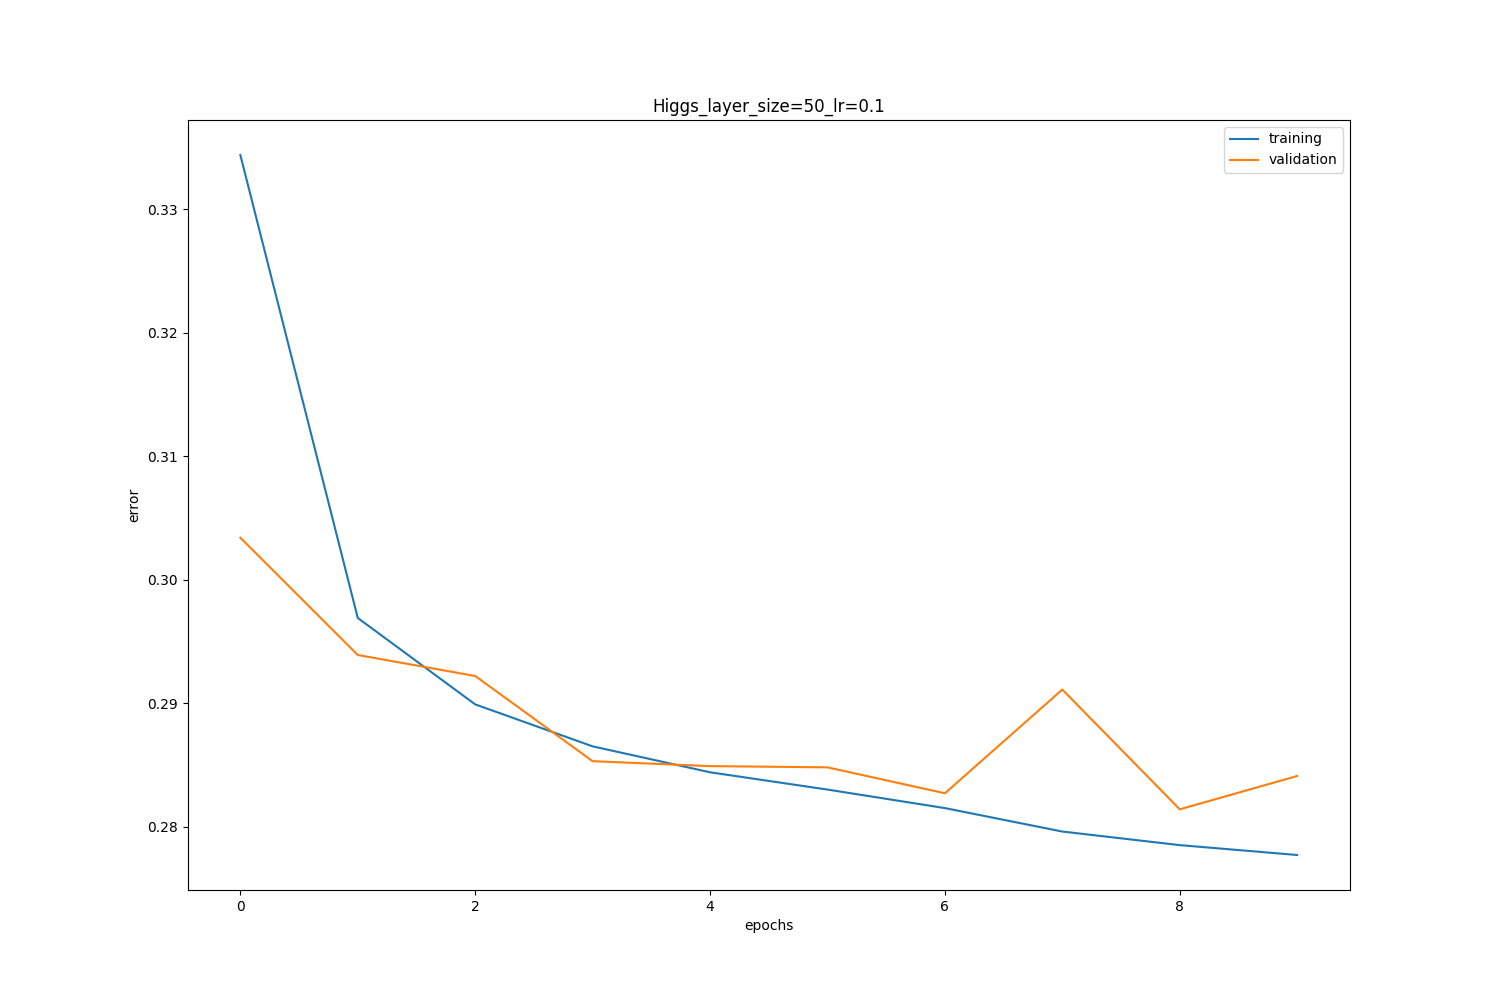 Higgs_layer_size=50_lr=0.1
training
validation
0.33
0.32
0.31
0.30
0.29
0.28
error
0 2 4 6 8
epochs